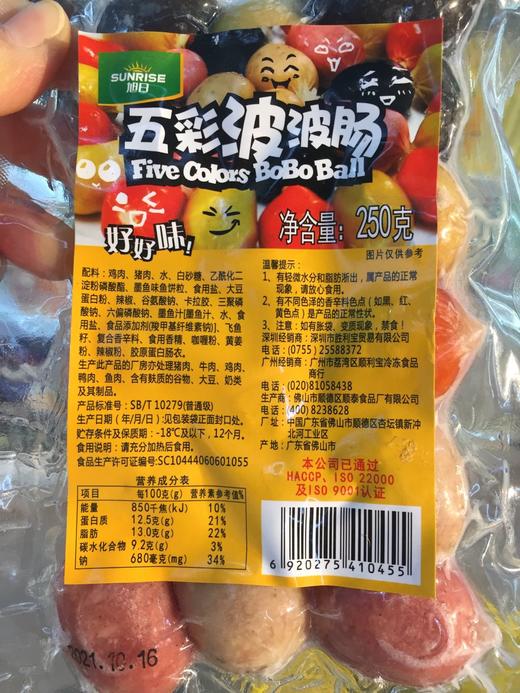 SUNRISE
旭日
五彩波波肠
Five Colors BoBo Ball
好好味!
净含量: 250克
图片仅供参考
配料: 鸡肉、猪肉、水、白砂糖、乙酰化二
淀粉磷酸酯、墨鱼味鱼饼粒、食用盐、大豆
蛋白粉、辣椒、谷氨酸钠、卡拉胶、三聚磷
酸钠、六偏磷酸钠、墨鱼汁[墨鱼汁、水、食
用盐、食品添加剂(羧甲基纤维素钠)]、飞鱼
籽、复合香辛料、食用香精、咖喱粉、黄姜
粉、辣椒粉、胶原蛋白肠衣。
生产此产品的厂房亦处理猪肉、牛肉、鸡肉、
鸭肉、鱼肉、含有麸质的谷物、大豆、奶类
及其制品。
产品标准号: SB/T 10279(普通级)
生产日期(年/月/日):见包装袋正面封口处。
贮存条件及保质期: -18℃及以下, 12个月。
食用说明: 请充分加热后食用。
食品生产许可证编号:SC10444060601055
营养成分表
项目 每100克(g) 营养素参考值%
能量 850千焦(kJ) 10%
蛋白质 12.5克(g) 21%
脂肪 13.0克(g) 22%
碳水化合物 9.2克(g) 3%
钠 680毫克(mg) 34%
温馨提示:
1、有轻微水分和脂肪渐出, 属产品的正常
现象, 请放心食用。
2、有不同色泽的香辛料色点(如黑、红、
黄色点)是产品的正常性状。
3、注意: 如有胀袋、变质现象, 禁食!
深圳经销商: 深圳市胜利宝贸易有限公司
电 话: (0755) 25588372
广州经销商: 广州市荔湾区顺利宝冷冻食品
商行
电 话: (020)81058438
生产商: 佛山市顺德区顺泰食品厂有限公司
电 话: (400) 8238628
厂 址: 中国广东省佛山市顺德区杏坛镇新冲
北河工业区
产 地: 广东省佛山市
本公司已通过
HACCP、ISO 22000
及ISO 9001认证
6 920275 410455
2021.10.16